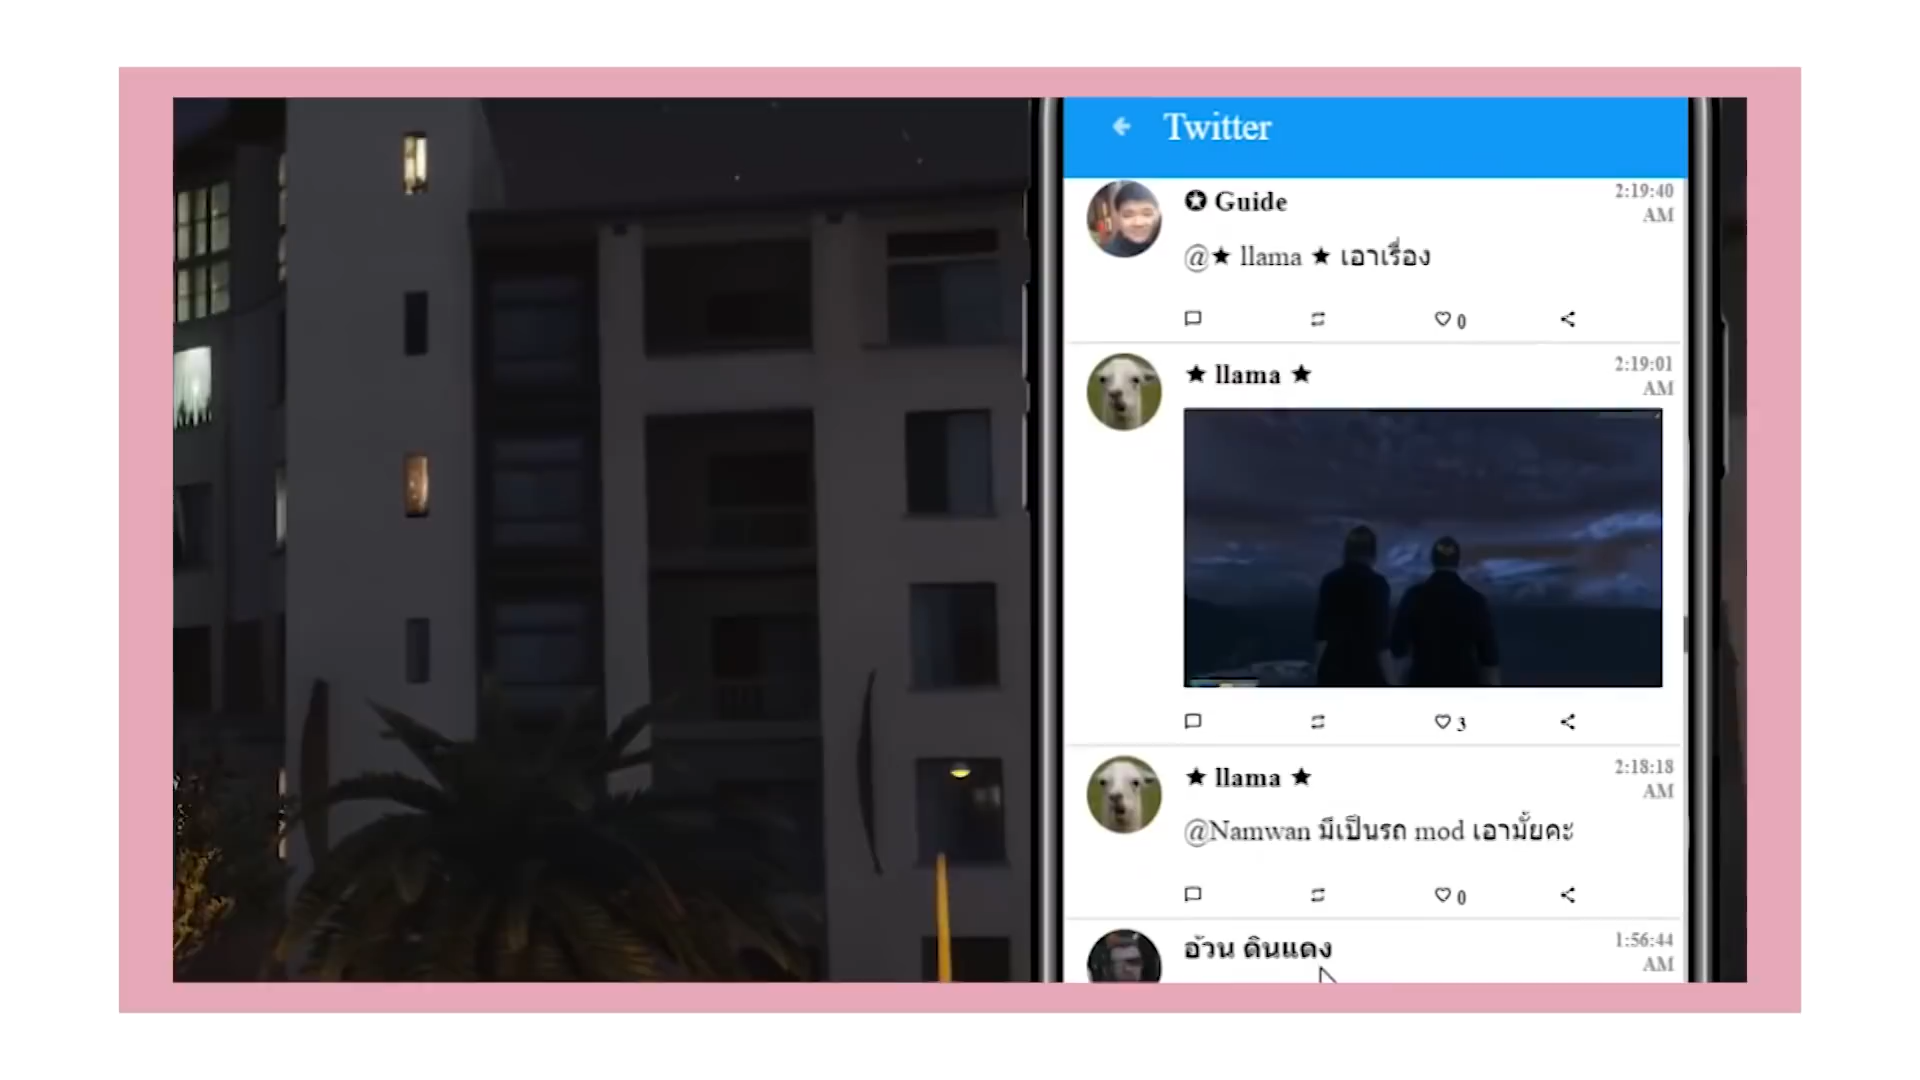 Twitter
✪ Guide
2:19:40
AM
@★ llama ★ เอาเรื่อง
0
★ llama ★
2:19:01
AM
3
★ llama ★
2:18:18
AM
@Namwan มีเป็นรถ mod เอามั้ยคะ
0
อ้วน ดินแดง
1:56:44
AM